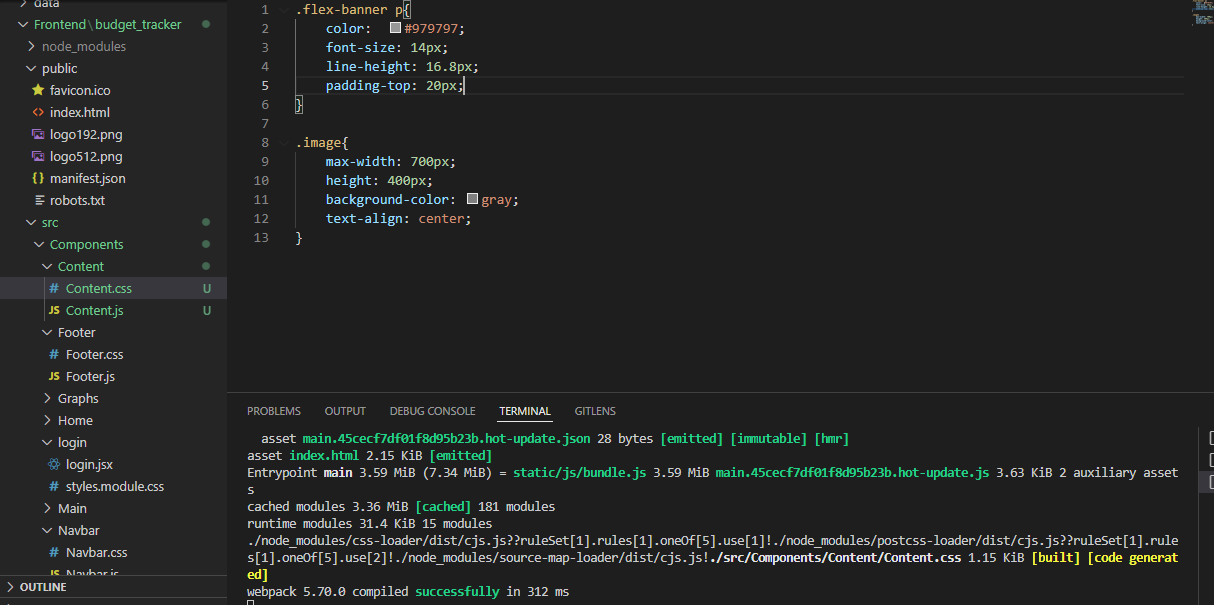 data
Frontend\budget_tracker
node_modules
public
favicon.ico
<> index.html
logo192.png
logo512.png
{} manifest.json
robots.txt
src
Components
Content
# Content.css U
JS Content.js U
Footer
# Footer.css
JS Footer.js
Graphs
Home
login
login.jsx
# styles.module.css
Main
Navbar
# Navbar.css
JS Navbar.js
OUTLINE
1 .flex-banner p{
2 color: #979797;
3 font-size: 14px;
4 line-height: 16.8px;
5 padding-top: 20px;
6 }
7
8 .image{
9 max-width: 700px;
10 height: 400px;
11 background-color: gray;
12 text-align: center;
13 }
PROBLEMS OUTPUT DEBUG CONSOLE TERMINAL GITLENS
asset main.45cecf7df01f8d95b23b.hot-update.json 28 bytes [emitted] [immutable] [hmr]
asset index.html 2.15 KiB [emitted]
Entrypoint main 3.59 MiB (7.34 MiB) = static/js/bundle.js 3.59 MiB main.45cecf7df01f8d95b23b.hot-update.js 3.63 KiB 2 auxiliary asset
s
cached modules 3.36 MiB [cached] 181 modules
runtime modules 31.4 KiB 15 modules
./node_modules/css-loader/dist/cjs.js??ruleSet[1].rules[1].oneOf[5].use[1]!./node_modules/postcss-loader/dist/cjs.js??ruleSet[1].rule
s[1].oneOf[5].use[2]!./node_modules/source-map-loader/dist/cjs.js!./src/Components/Content/Content.css 1.15 KiB [built] [code generat
ed]
webpack 5.70.0 compiled successfully in 312 ms